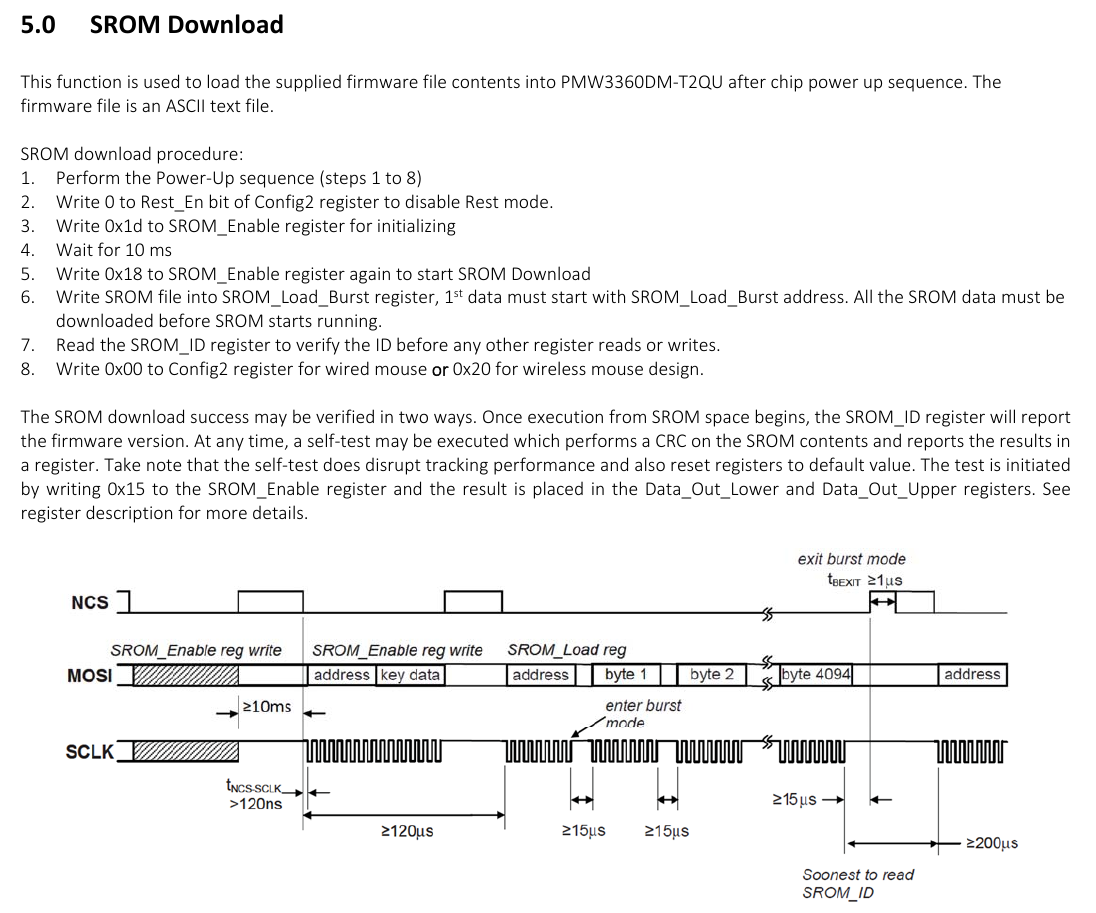 5.0 SROM Download
This function is used to load the supplied firmware file contents into PMW3360DM-T2QU after chip power up sequence. The
firmware file is an ASCII text file.
SROM download procedure:
1. Perform the Power-Up sequence (steps 1 to 8)
2. Write 0 to Rest_En bit of Config2 register to disable Rest mode.
3. Write 0x1d to SROM_Enable register for initializing
4. Wait for 10 ms
5. Write 0x18 to SROM_Enable register again to start SROM Download
6. Write SROM file into SROM_Load_Burst register, 1st data must start with SROM_Load_Burst address. All the SROM data must be
downloaded before SROM starts running.
7. Read the SROM_ID register to verify the ID before any other register reads or writes.
8. Write 0x00 to Config2 register for wired mouse or 0x20 for wireless mouse design.
The SROM download success may be verified in two ways. Once execution from SROM space begins, the SROM_ID register will report
the firmware version. At any time, a self-test may be executed which performs a CRC on the SROM contents and reports the results in
a register. Take note that the self-test does disrupt tracking performance and also reset registers to default value. The test is initiated
by writing 0x15 to the SROM_Enable register and the result is placed in the Data_Out_Lower and Data_Out_Upper registers. See
register description for more details.
exit burst mode
tBEXIT ≥1µs
NCS
SROM_Enable reg write SROM_Enable reg write SROM_Load reg
MOSI address key data address byte 1 byte 2 byte 4094 address
≥10ms enter burst
mode
SCLK
tNCS-SCLK
>120ns ≥15µs
≥120µs ≥15µs ≥15µs
≥200µs
Soonest to read
SROM_ID